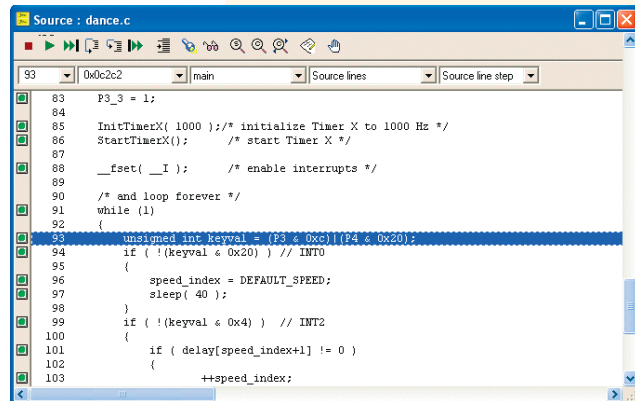 Source : dance.c
93 0x0c2c2 main Source lines Source line step
83 P3_3 = 1;
84
85 InitTimerX( 1000 );/* initialize Timer X to 1000 Hz */
86 StartTimerX(); /* start Timer X */
87
88 __fset( __I ); /* enable interrupts */
89
90 /* and loop forever */
91 while (1)
92 {
93 unsigned int keyval = (P3 & 0xc)|(P4 & 0x20);
94 if ( !(keyval & 0x20) ) // INT0
95 {
96 speed_index = DEFAULT_SPEED;
97 sleep( 40 );
98 }
99 if ( !(keyval & 0x4) ) // INT2
100 {
101 if ( delay[speed_index+1] != 0 )
102 {
103 ++speed_index;